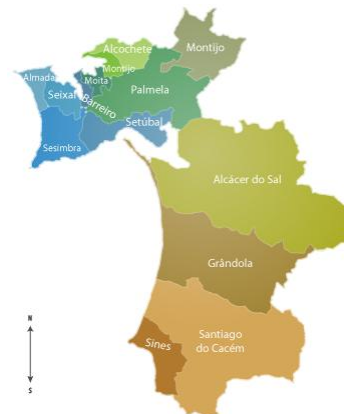 Alcochete
Montijo
Almada
Montijo
Moita
Seixal
Barreiro
Palmela
Setúbal
Sesimbra
Alcácer do Sal
Grândola
Sines
Santiago
do Cacém
N
S